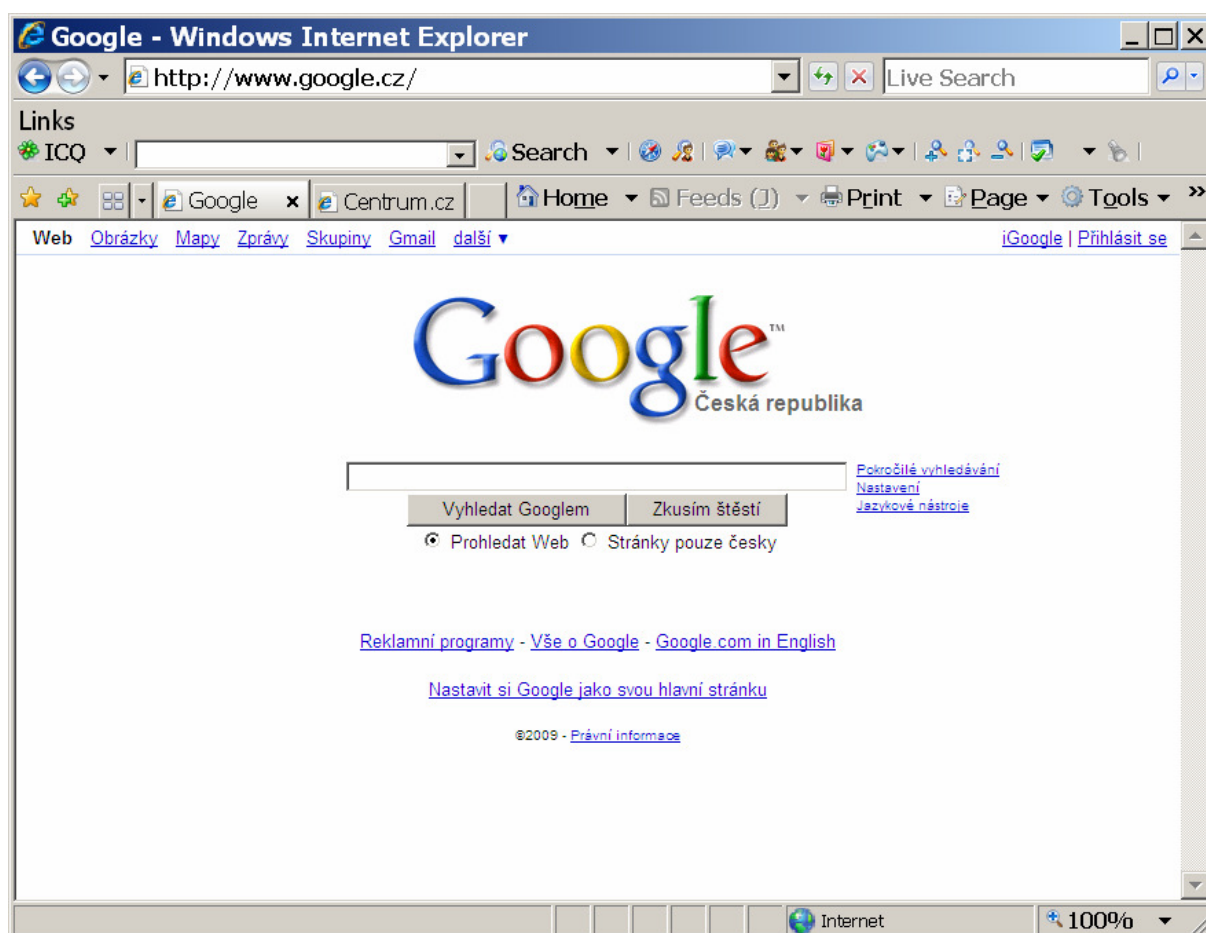 Google - Windows Internet Explorer
http://www.google.cz/ Live Search
Links
ICQ Search
Google x Centrum.cz Home Feeds (J) Print Page Tools »
Web Obrázky Mapy Zprávy Skupiny Gmail další ▼ iGoogle | Přihlásit se
Google™
Česká republika
Pokročilé vyhledávání
Nastavení
Jazykové nástroje
Vyhledat Googlem Zkusím štěstí
Prohledat Web Stránky pouze česky
Reklamní programy - Vše o Google - Google.com in English
Nastavit si Google jako svou hlavní stránku
©2009 - Právní informace
Internet 100%